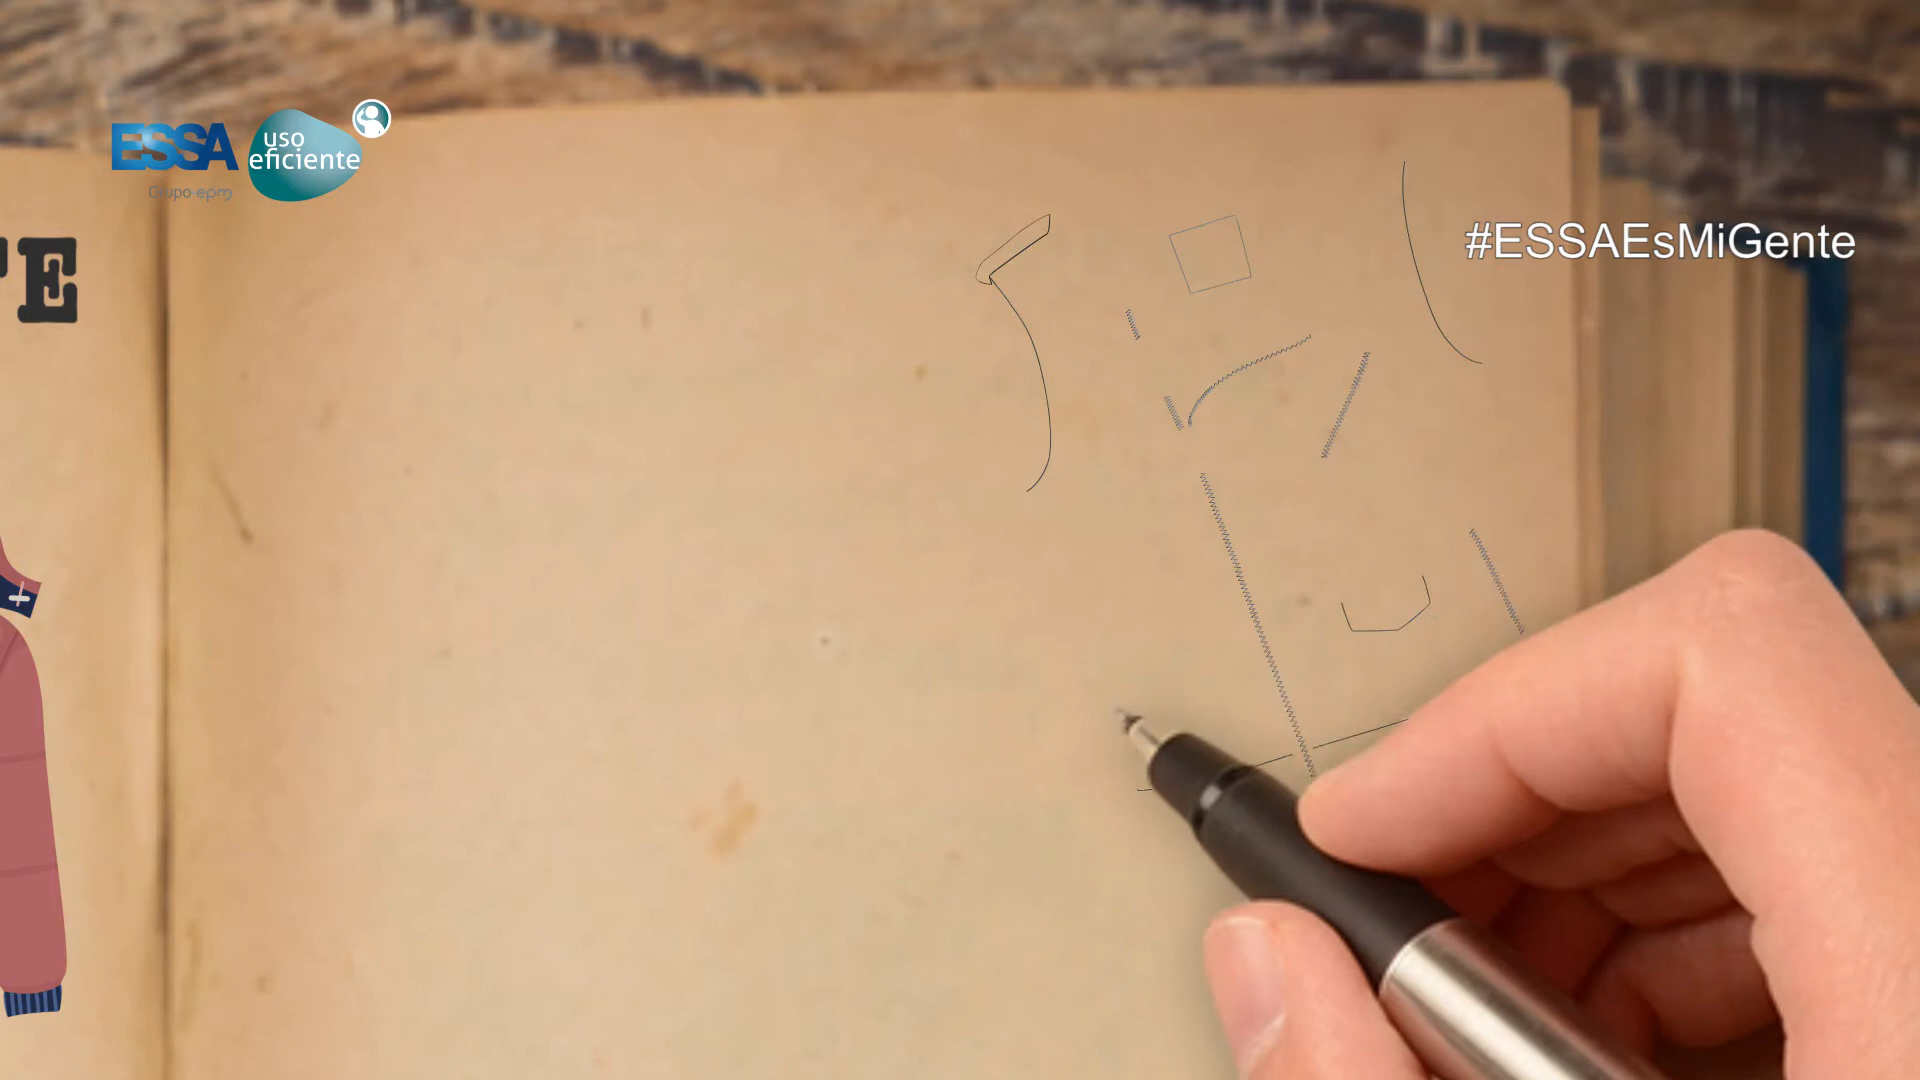 ESSA
Grupo·epm
uso
eficiente
#ESSAEsMiGente
E